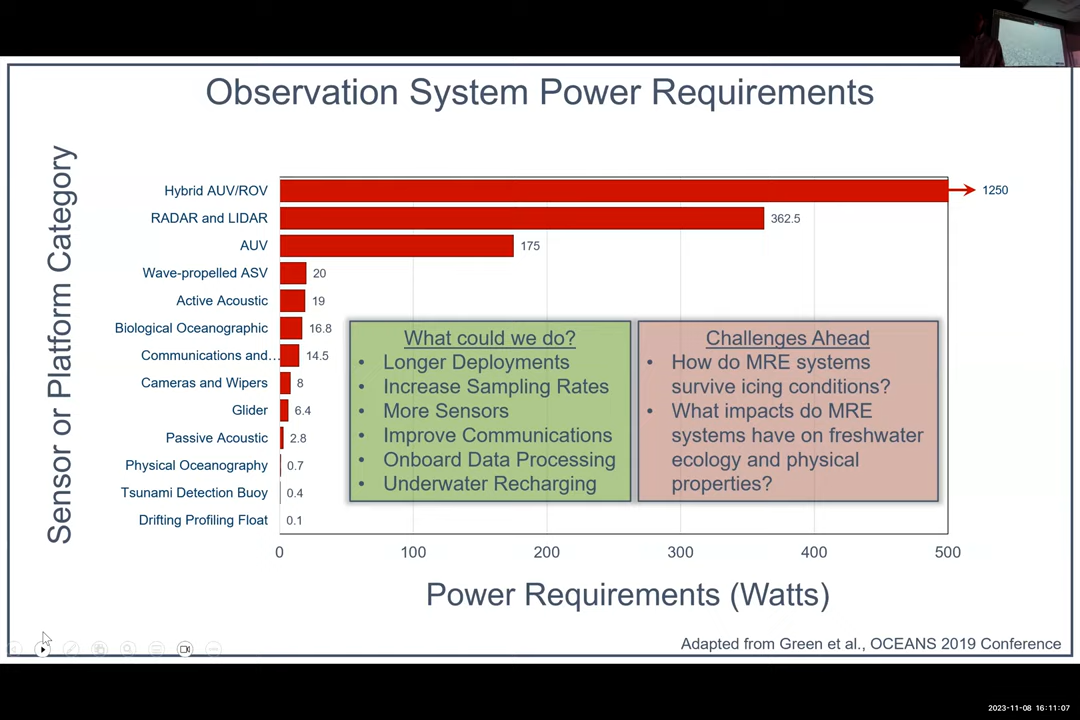 Observation System Power Requirements
Sensor or Platform Category
Hybrid AUV/ROV 1250
RADAR and LIDAR 362.5
AUV 175
Wave-propelled ASV 20
Active Acoustic 19
Biological Oceanographic 16.8
Communications and... 14.5
Cameras and Wipers 8
Glider 6.4
Passive Acoustic 2.8
Physical Oceanography 0.7
Tsunami Detection Buoy 0.4
Drifting Profiling Float 0.1
What could we do?
• Longer Deployments
• Increase Sampling Rates
• More Sensors
• Improve Communications
• Onboard Data Processing
• Underwater Recharging
Challenges Ahead
• How do MRE systems
survive icing conditions?
• What impacts do MRE
systems have on freshwater
ecology and physical
properties?
0 100 200 300 400 500
Power Requirements (Watts)
Adapted from Green et al., OCEANS 2019 Conference
2023-11-08 16:11:07